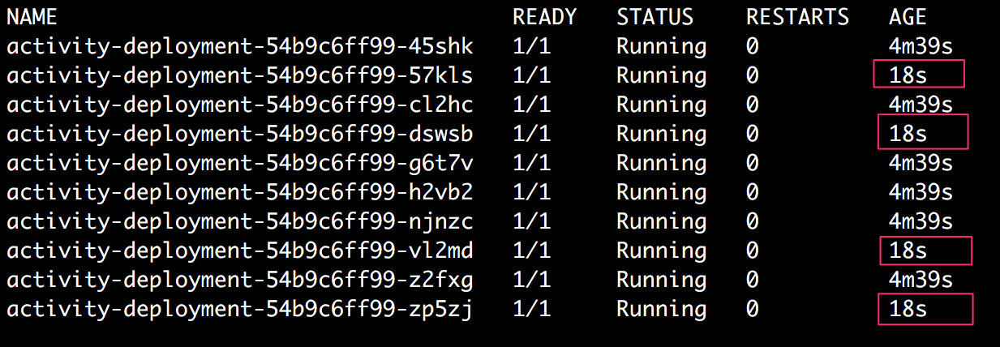 NAME READY STATUS RESTARTS AGE
activity-deployment-54b9c6ff99-45shk 1/1 Running 0 4m39s
activity-deployment-54b9c6ff99-57kls 1/1 Running 0 18s
activity-deployment-54b9c6ff99-cl2hc 1/1 Running 0 4m39s
activity-deployment-54b9c6ff99-dswsb 1/1 Running 0 18s
activity-deployment-54b9c6ff99-g6t7v 1/1 Running 0 4m39s
activity-deployment-54b9c6ff99-h2vb2 1/1 Running 0 4m39s
activity-deployment-54b9c6ff99-njnzc 1/1 Running 0 4m39s
activity-deployment-54b9c6ff99-vl2md 1/1 Running 0 18s
activity-deployment-54b9c6ff99-z2fxg 1/1 Running 0 4m39s
activity-deployment-54b9c6ff99-zp5zj 1/1 Running 0 18s